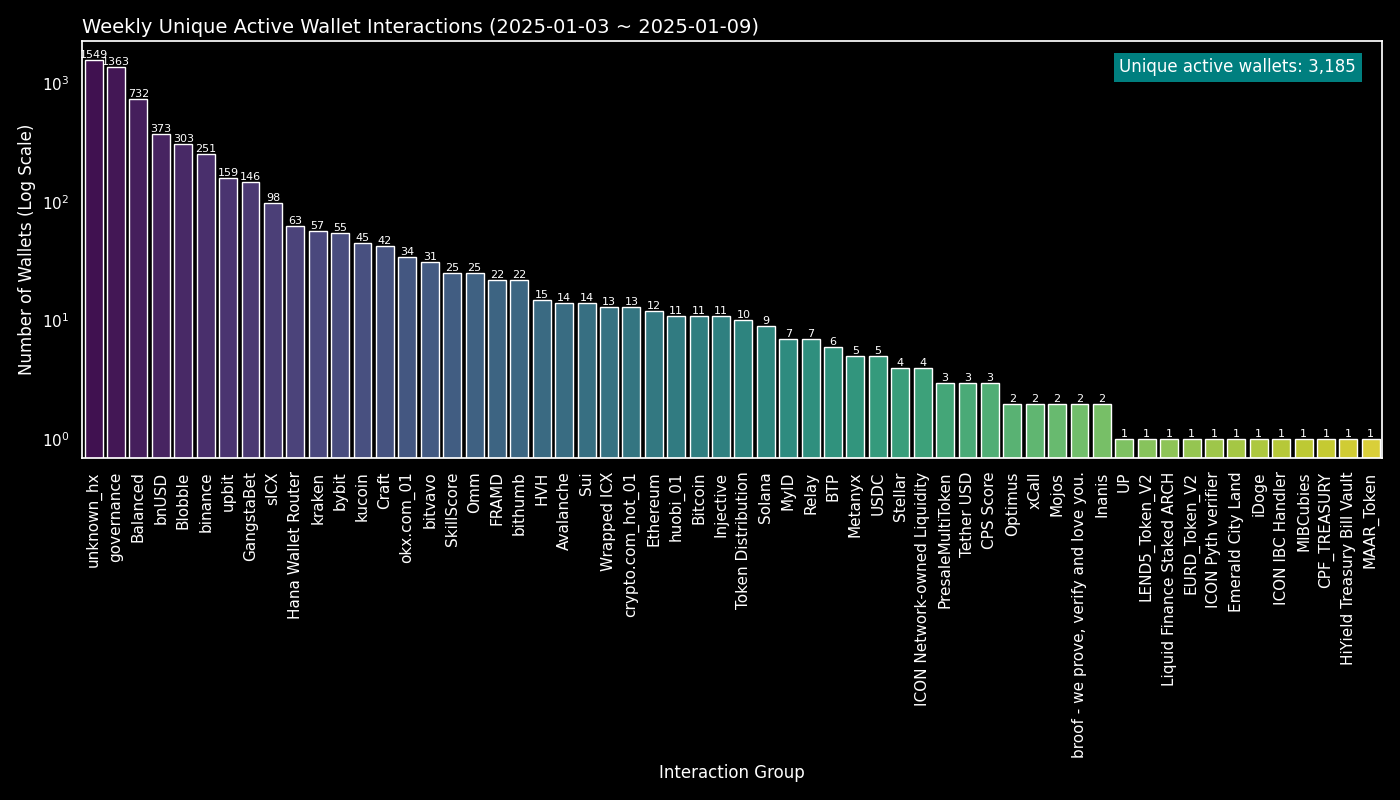 Weekly Unique Active Wallet Interactions (2025-01-03 ~ 2025-01-09)
Unique active wallets: 3,185
Number of Wallets (Log Scale)
10³
10²
10¹
10⁰
1549
1363
732
373
303
251
159
146
98
63
57
55
45
42
34
31
25
25
22
22
15
14
14
13
13
12
11
11
11
10
9
7
7
6
5
5
4
4
3
3
3
2
2
2
2
2
1
1
1
1
1
1
1
1
1
1
1
1
unknown_hx
governance
Balanced
bnUSD
Blobble
binance
upbit
GangstaBet
sICX
Hana Wallet Router
kraken
bybit
kucoin
Craft
okx.com_01
bitvavo
SkillScore
Omm
FRAMD
bithumb
HVH
Avalanche
Sui
Wrapped ICX
crypto.com_hot_01
Ethereum
huobi_01
Bitcoin
Injective
Token Distribution
Solana
MyID
Relay
BTP
Metanyx
USDC
Stellar
ICON Network-owned Liquidity
PresaleMultiToken
Tether USD
CPS Score
Optimus
xCall
Mojos
broof - we prove, verify and love you.
Inanis
UP
LEND5_Token_V2
Liquid Finance Staked ARCH
EURD_Token_V2
ICON Pyth verifier
Emerald City Land
iDoge
ICON IBC Handler
MIBCubies
CPF_TREASURY
HiYield Treasury Bill Vault
MAAR_Token
Interaction Group